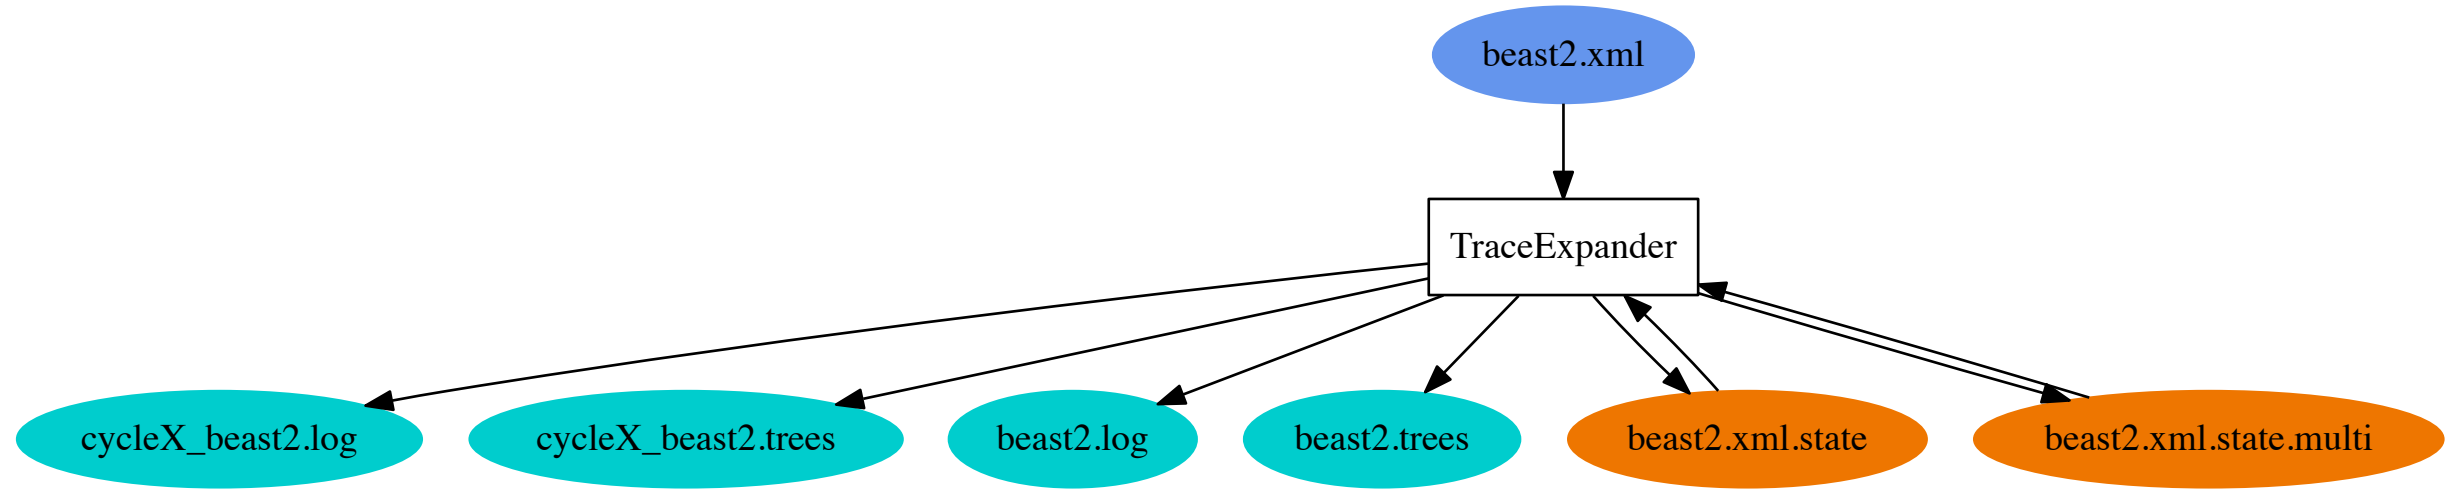 beast2.xml
TraceExpander
cycleX_beast2.log
cycleX_beast2.trees
beast2.log
beast2.trees
beast2.xml.state
beast2.xml.state.multi